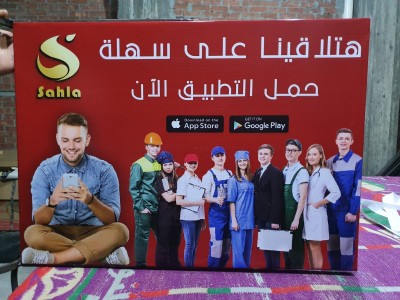 Sahla
هتلاقينا على سهلة
حمل التطبيق الآن
Download on the
App Store
GET IT ON
Google Play